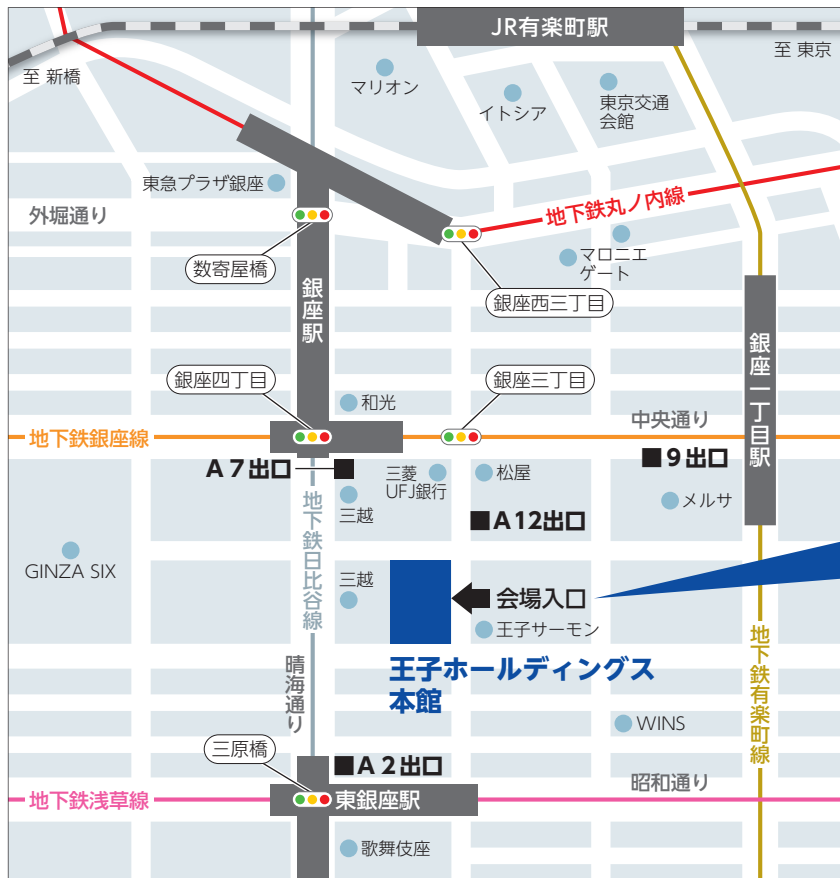 JR有楽町駅
至 新橋
至 東京
マリオン
イトシア
東京交通
会館
東急プラザ銀座
外堀通り
地下鉄丸ノ内線
数寄屋橋
マロニエ
ゲート
銀座西三丁目
銀座駅
銀座一丁目駅
銀座四丁目
銀座三丁目
和光
中央通り
地下鉄銀座線
A7出口
三菱
UFJ銀行
松屋
■9出口
三越
メルサ
■A12出口
地下鉄日比谷線
GINZA SIX
三越
会場入口
王子サーモン
王子ホールディングス
本館
地下鉄有楽町線
晴海通り
WINS
三原橋
■A2出口
昭和通り
地下鉄浅草線
東銀座駅
歌舞伎座